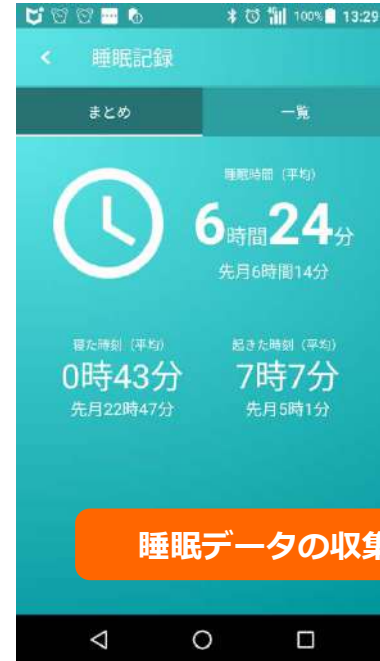 100% 13:29
睡眠記録
まとめ
一覧
睡眠時間（平均）
6時間24分
先月6時間14分
寝た時刻（平均）
0時43分
先月22時47分
起きた時刻（平均）
7時7分
先月5時1分
睡眠データの収集